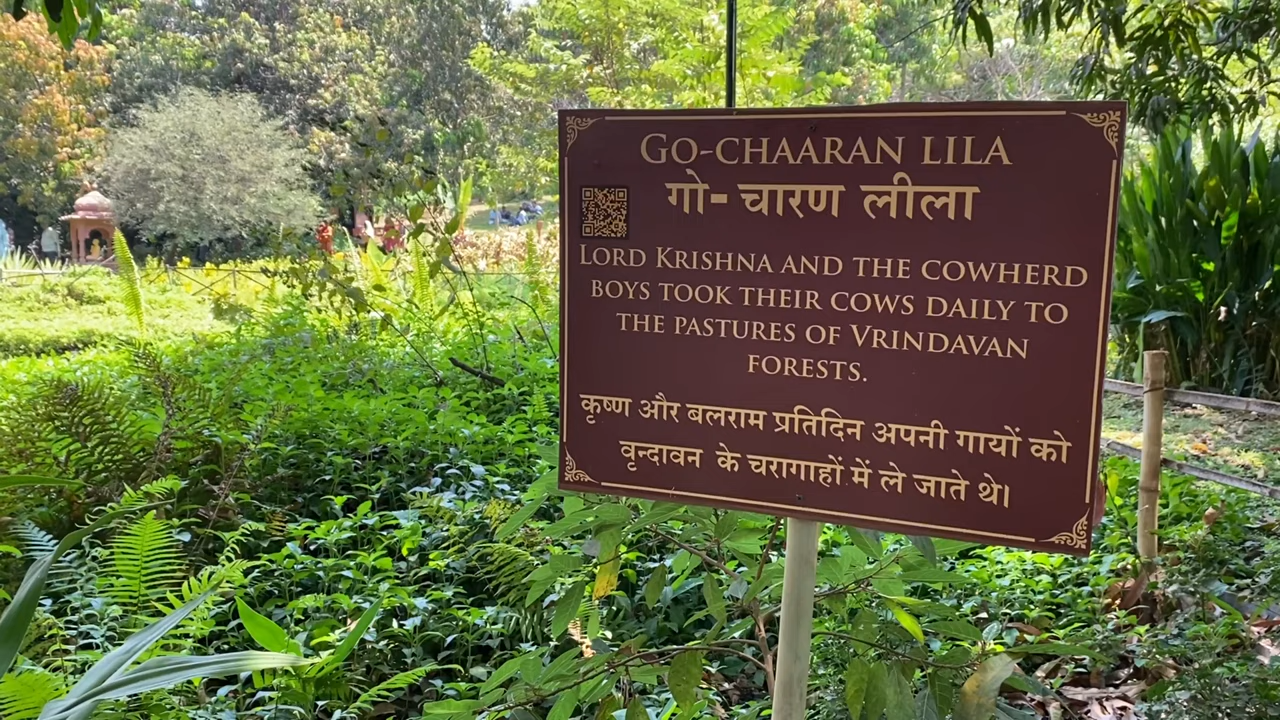 Go-chaaran lila
गो- चारण लीला
Lord Krishna and the cowherd
boys took their cows daily to
the pastures of Vrindavan
forests.
कृष्ण और बलराम प्रतिदिन अपनी गायों को
वृन्दावन के चरागाहों में ले जाते थे।